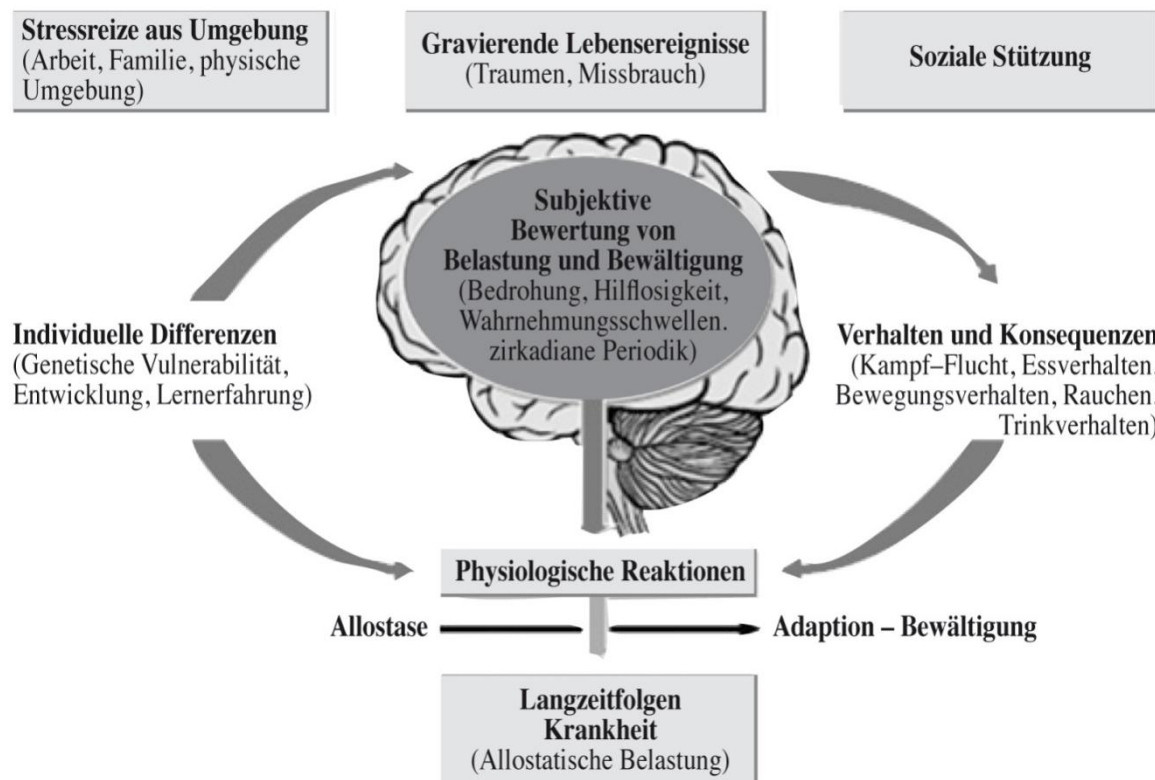 Stressreize aus Umgebung
(Arbeit, Familie, physische
Umgebung)
Gravierende Lebensereignisse
(Traumen, Missbrauch)
Soziale Stützung
Subjektive
Bewertung von
Belastung und Bewältigung
(Bedrohung, Hilflosigkeit,
Wahrnehmungsschwellen.
zirkadiane Periodik)
Individuelle Differenzen
(Genetische Vulnerabilität,
Entwicklung, Lernerfahrung)
Verhalten und Konsequenzen
(Kampf–Flucht, Essverhalten,
Bewegungsverhalten, Rauchen,
Trinkverhalten)
Physiologische Reaktionen
Allostase
Adaption – Bewältigung
Langzeitfolgen
Krankheit
(Allostatische Belastung)